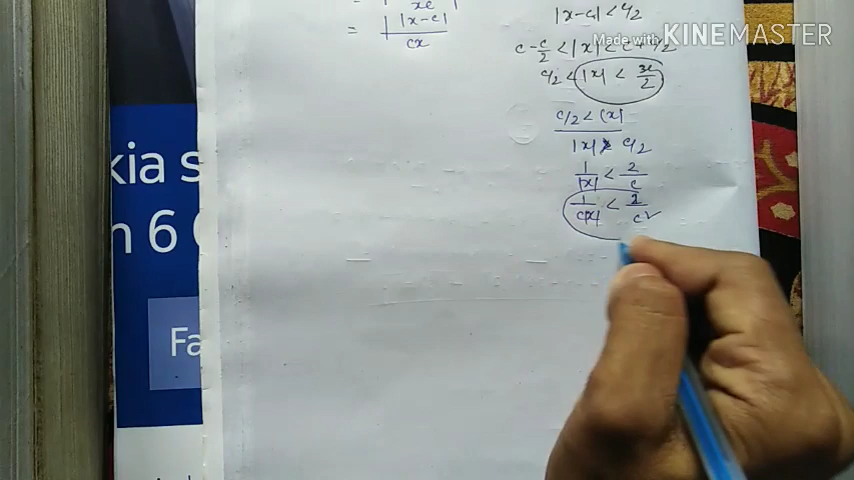 xc
= | |x-c| / cx
|x-c| < c/2
c - c/2 < |x| < c + c/2
c/2 < |x| < 3c/2
c/2 < |x|
|x| > c/2
1/|x| < 2/c
1/c|x| < 2/c²
Made with KINEMASTER
kia s
n 6
Fa